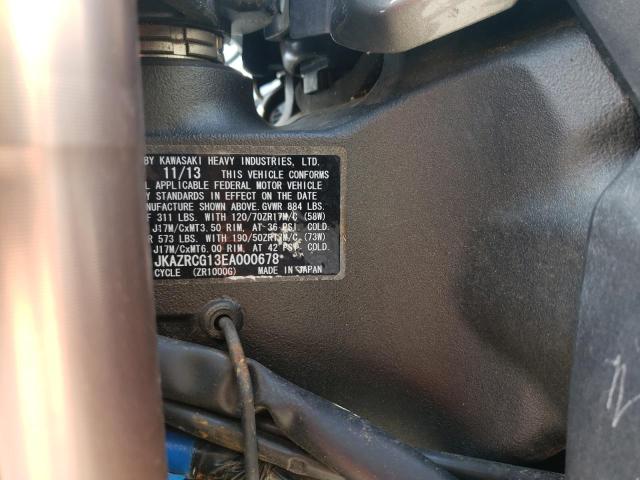 BY KAWASAKI HEAVY INDUSTRIES, LTD.
11/13 THIS VEHICLE CONFORMS
L APPLICABLE FEDERAL MOTOR VEHICLE
Y STANDARDS IN EFFECT ON THE DATE
NUFACTURE SHOWN ABOVE. GVWR 884 LBS.
F 311 LBS. WITH 120/70ZR17M/C (58W)
J17M/CxMT3.50 RIM. AT 36 PSI COLD.
R 573 LBS. WITH 190/50ZR17M/C (73W)
J17M/CxMT6.00 RIM. AT 42 PSI COLD.
JKAZRCG13EA000678*
CYCLE (ZR1000G) MADE IN JAPAN